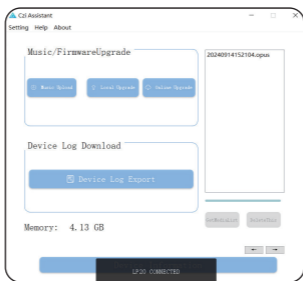 Czl Assistant
Setting Help About
Music/FirmwareUpgrade
Music Upload
Local Upgrade
Online Upgrade
20240914152104.opus
Device Log Download
Device Log Export
Memory: 4.13 GB
LP20 CONNECTED